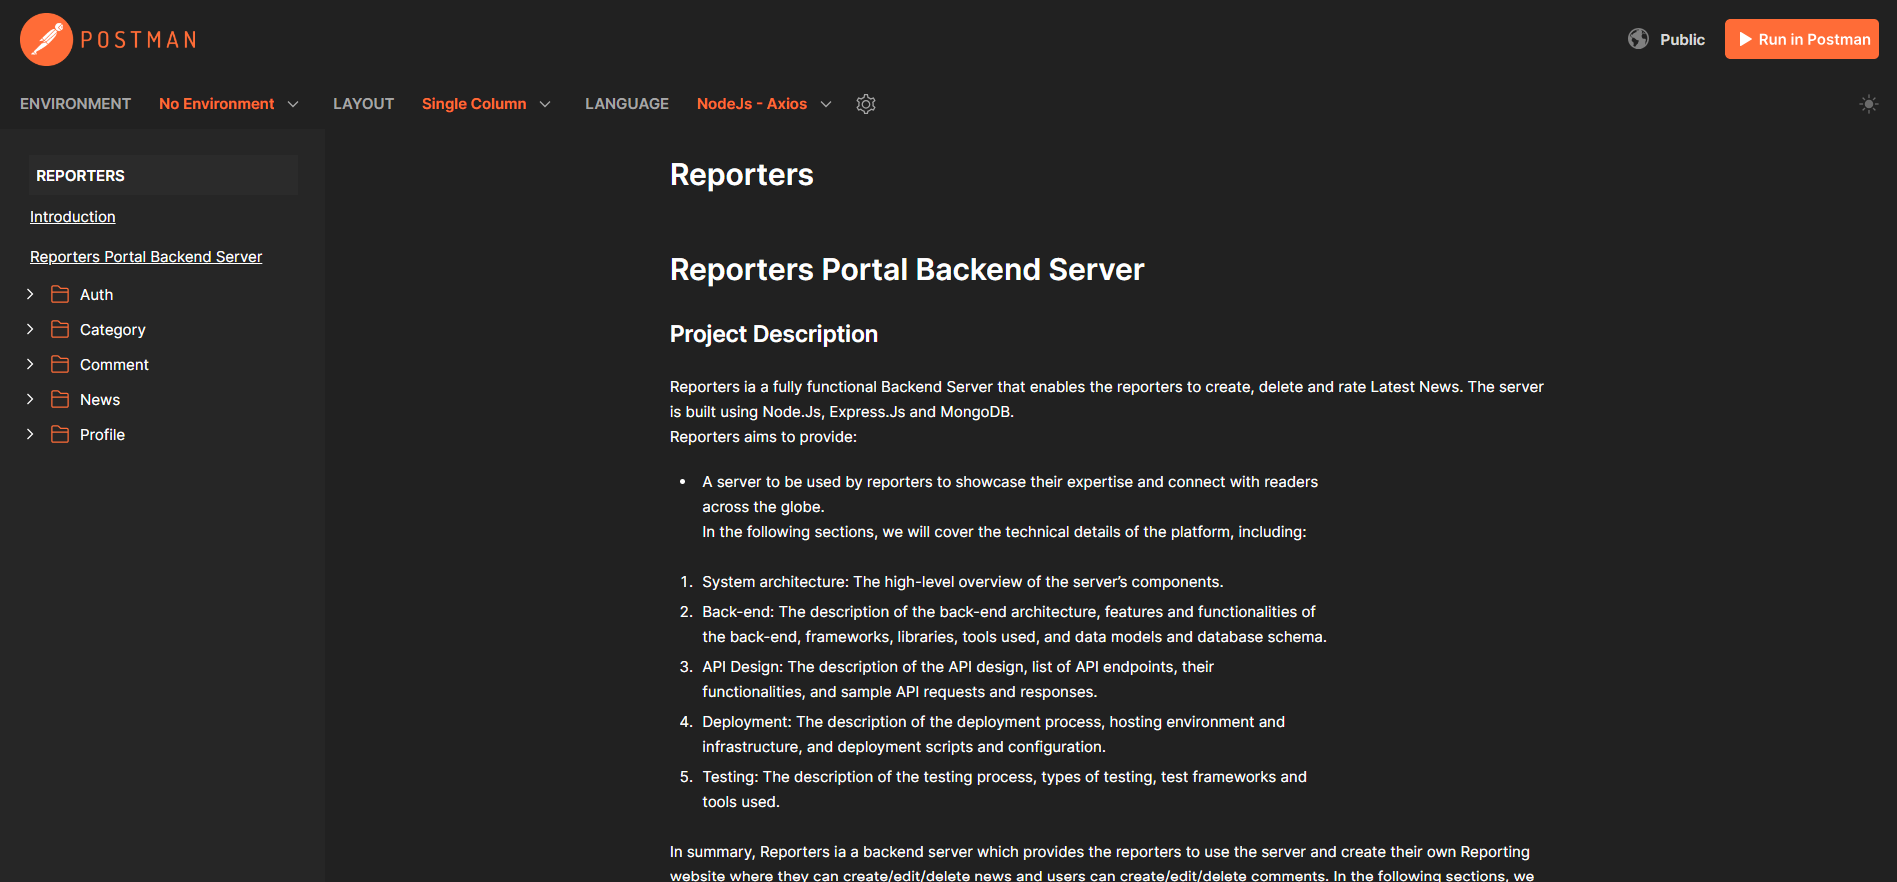 POSTMAN
Public
Run in Postman
ENVIRONMENT No Environment LAYOUT Single Column LANGUAGE NodeJs - Axios
REPORTERS
Introduction
Reporters Portal Backend Server
Auth
Category
Comment
News
Profile
Reporters
Reporters Portal Backend Server
Project Description
Reporters ia a fully functional Backend Server that enables the reporters to create, delete and rate Latest News. The server
is built using Node.Js, Express.Js and MongoDB.
Reporters aims to provide:
• A server to be used by reporters to showcase their expertise and connect with readers
across the globe.
In the following sections, we will cover the technical details of the platform, including:
1. System architecture: The high-level overview of the server’s components.
2. Back-end: The description of the back-end architecture, features and functionalities of
the back-end, frameworks, libraries, tools used, and data models and database schema.
3. API Design: The description of the API design, list of API endpoints, their
functionalities, and sample API requests and responses.
4. Deployment: The description of the deployment process, hosting environment and
infrastructure, and deployment scripts and configuration.
5. Testing: The description of the testing process, types of testing, test frameworks and
tools used.
In summary, Reporters ia a backend server which provides the reporters to use the server and create their own Reporting
website where they can create/edit/delete news and users can create/edit/delete comments. In the following sections, we